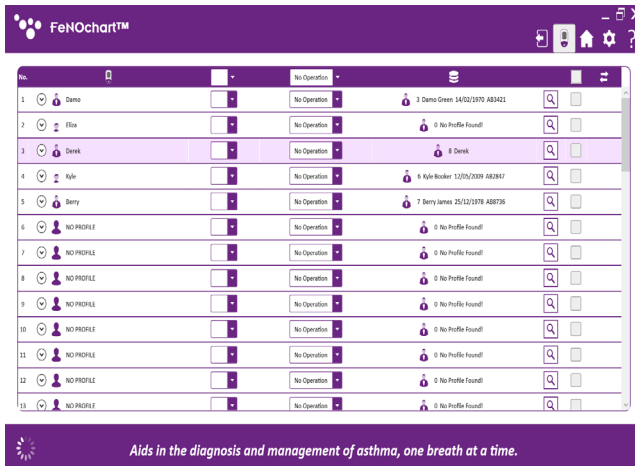 FeNOchart™
?
No. No Operation
1 Damo No Operation 3 Damo Green 14/02/1970 AB3421
2 Eliza No Operation 0 No Profile Found!
3 Derek No Operation 8 Derek
4 Kyle No Operation 6 Kyle Booker 12/05/2009 AB2847
5 Berry No Operation 7 Berry James 25/12/1978 AB8736
6 NO PROFILE No Operation 0 No Profile Found!
7 NO PROFILE No Operation 0 No Profile Found!
8 NO PROFILE No Operation 0 No Profile Found!
9 NO PROFILE No Operation 0 No Profile Found!
10 NO PROFILE No Operation 0 No Profile Found!
11 NO PROFILE No Operation 0 No Profile Found!
12 NO PROFILE No Operation 0 No Profile Found!
13 NO PROFILE No Operation 0 No Profile Found!
Aids in the diagnosis and management of asthma, one breath at a time.